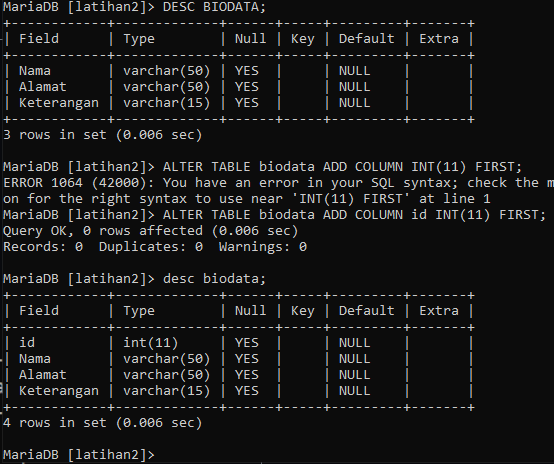 MariaDB [latihan2]> DESC BIODATA;
+------------+-------------+------+-----+---------+-------+
| Field      | Type        | Null | Key | Default | Extra |
+------------+-------------+------+-----+---------+-------+
| Nama       | varchar(50) | YES  |     | NULL    |       |
| Alamat     | varchar(50) | YES  |     | NULL    |       |
| Keterangan | varchar(15) | YES  |     | NULL    |       |
+------------+-------------+------+-----+---------+-------+
3 rows in set (0.006 sec)

MariaDB [latihan2]> ALTER TABLE biodata ADD COLUMN INT(11) FIRST;
ERROR 1064 (42000): You have an error in your SQL syntax; check the m
on for the right syntax to use near 'INT(11) FIRST' at line 1
MariaDB [latihan2]> ALTER TABLE biodata ADD COLUMN id INT(11) FIRST;
Query OK, 0 rows affected (0.006 sec)
Records: 0  Duplicates: 0  Warnings: 0

MariaDB [latihan2]> desc biodata;
+------------+-------------+------+-----+---------+-------+
| Field      | Type        | Null | Key | Default | Extra |
+------------+-------------+------+-----+---------+-------+
| id         | int(11)     | YES  |     | NULL    |       |
| Nama       | varchar(50) | YES  |     | NULL    |       |
| Alamat     | varchar(50) | YES  |     | NULL    |       |
| Keterangan | varchar(15) | YES  |     | NULL    |       |
+------------+-------------+------+-----+---------+-------+
4 rows in set (0.006 sec)

MariaDB [latihan2]>